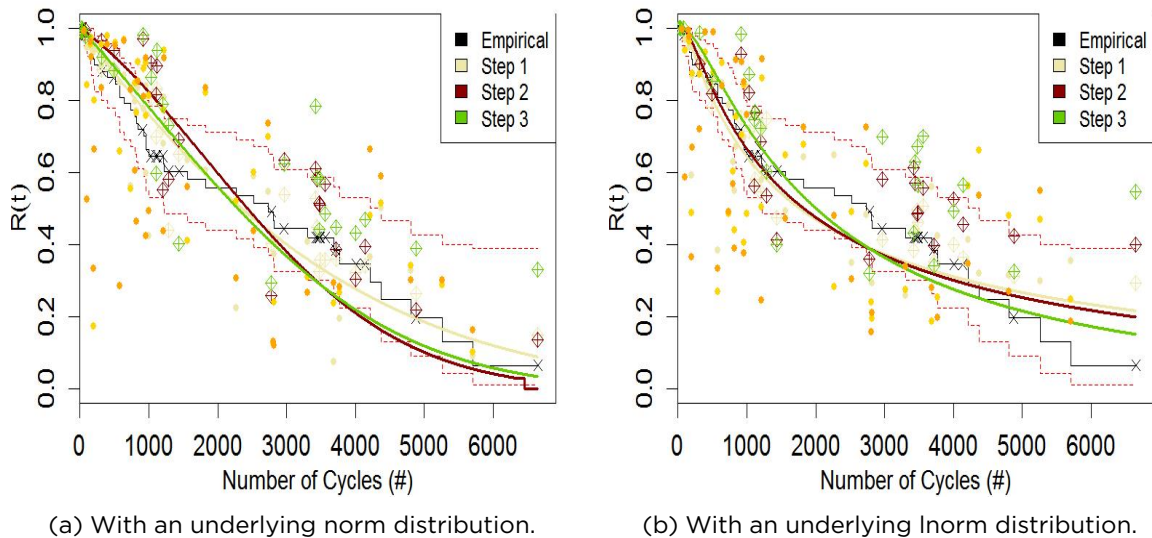 R(t)
1.0
0.8
0.6
0.4
0.2
0.0
Empirical
Step 1
Step 2
Step 3
0 1000 2000 3000 4000 5000 6000
Number of Cycles (#)
(a) With an underlying norm distribution.
R(t)
1.0
0.8
0.6
0.4
0.2
0.0
Empirical
Step 1
Step 2
Step 3
0 1000 2000 3000 4000 5000 6000
Number of Cycles (#)
(b) With an underlying lnorm distribution.